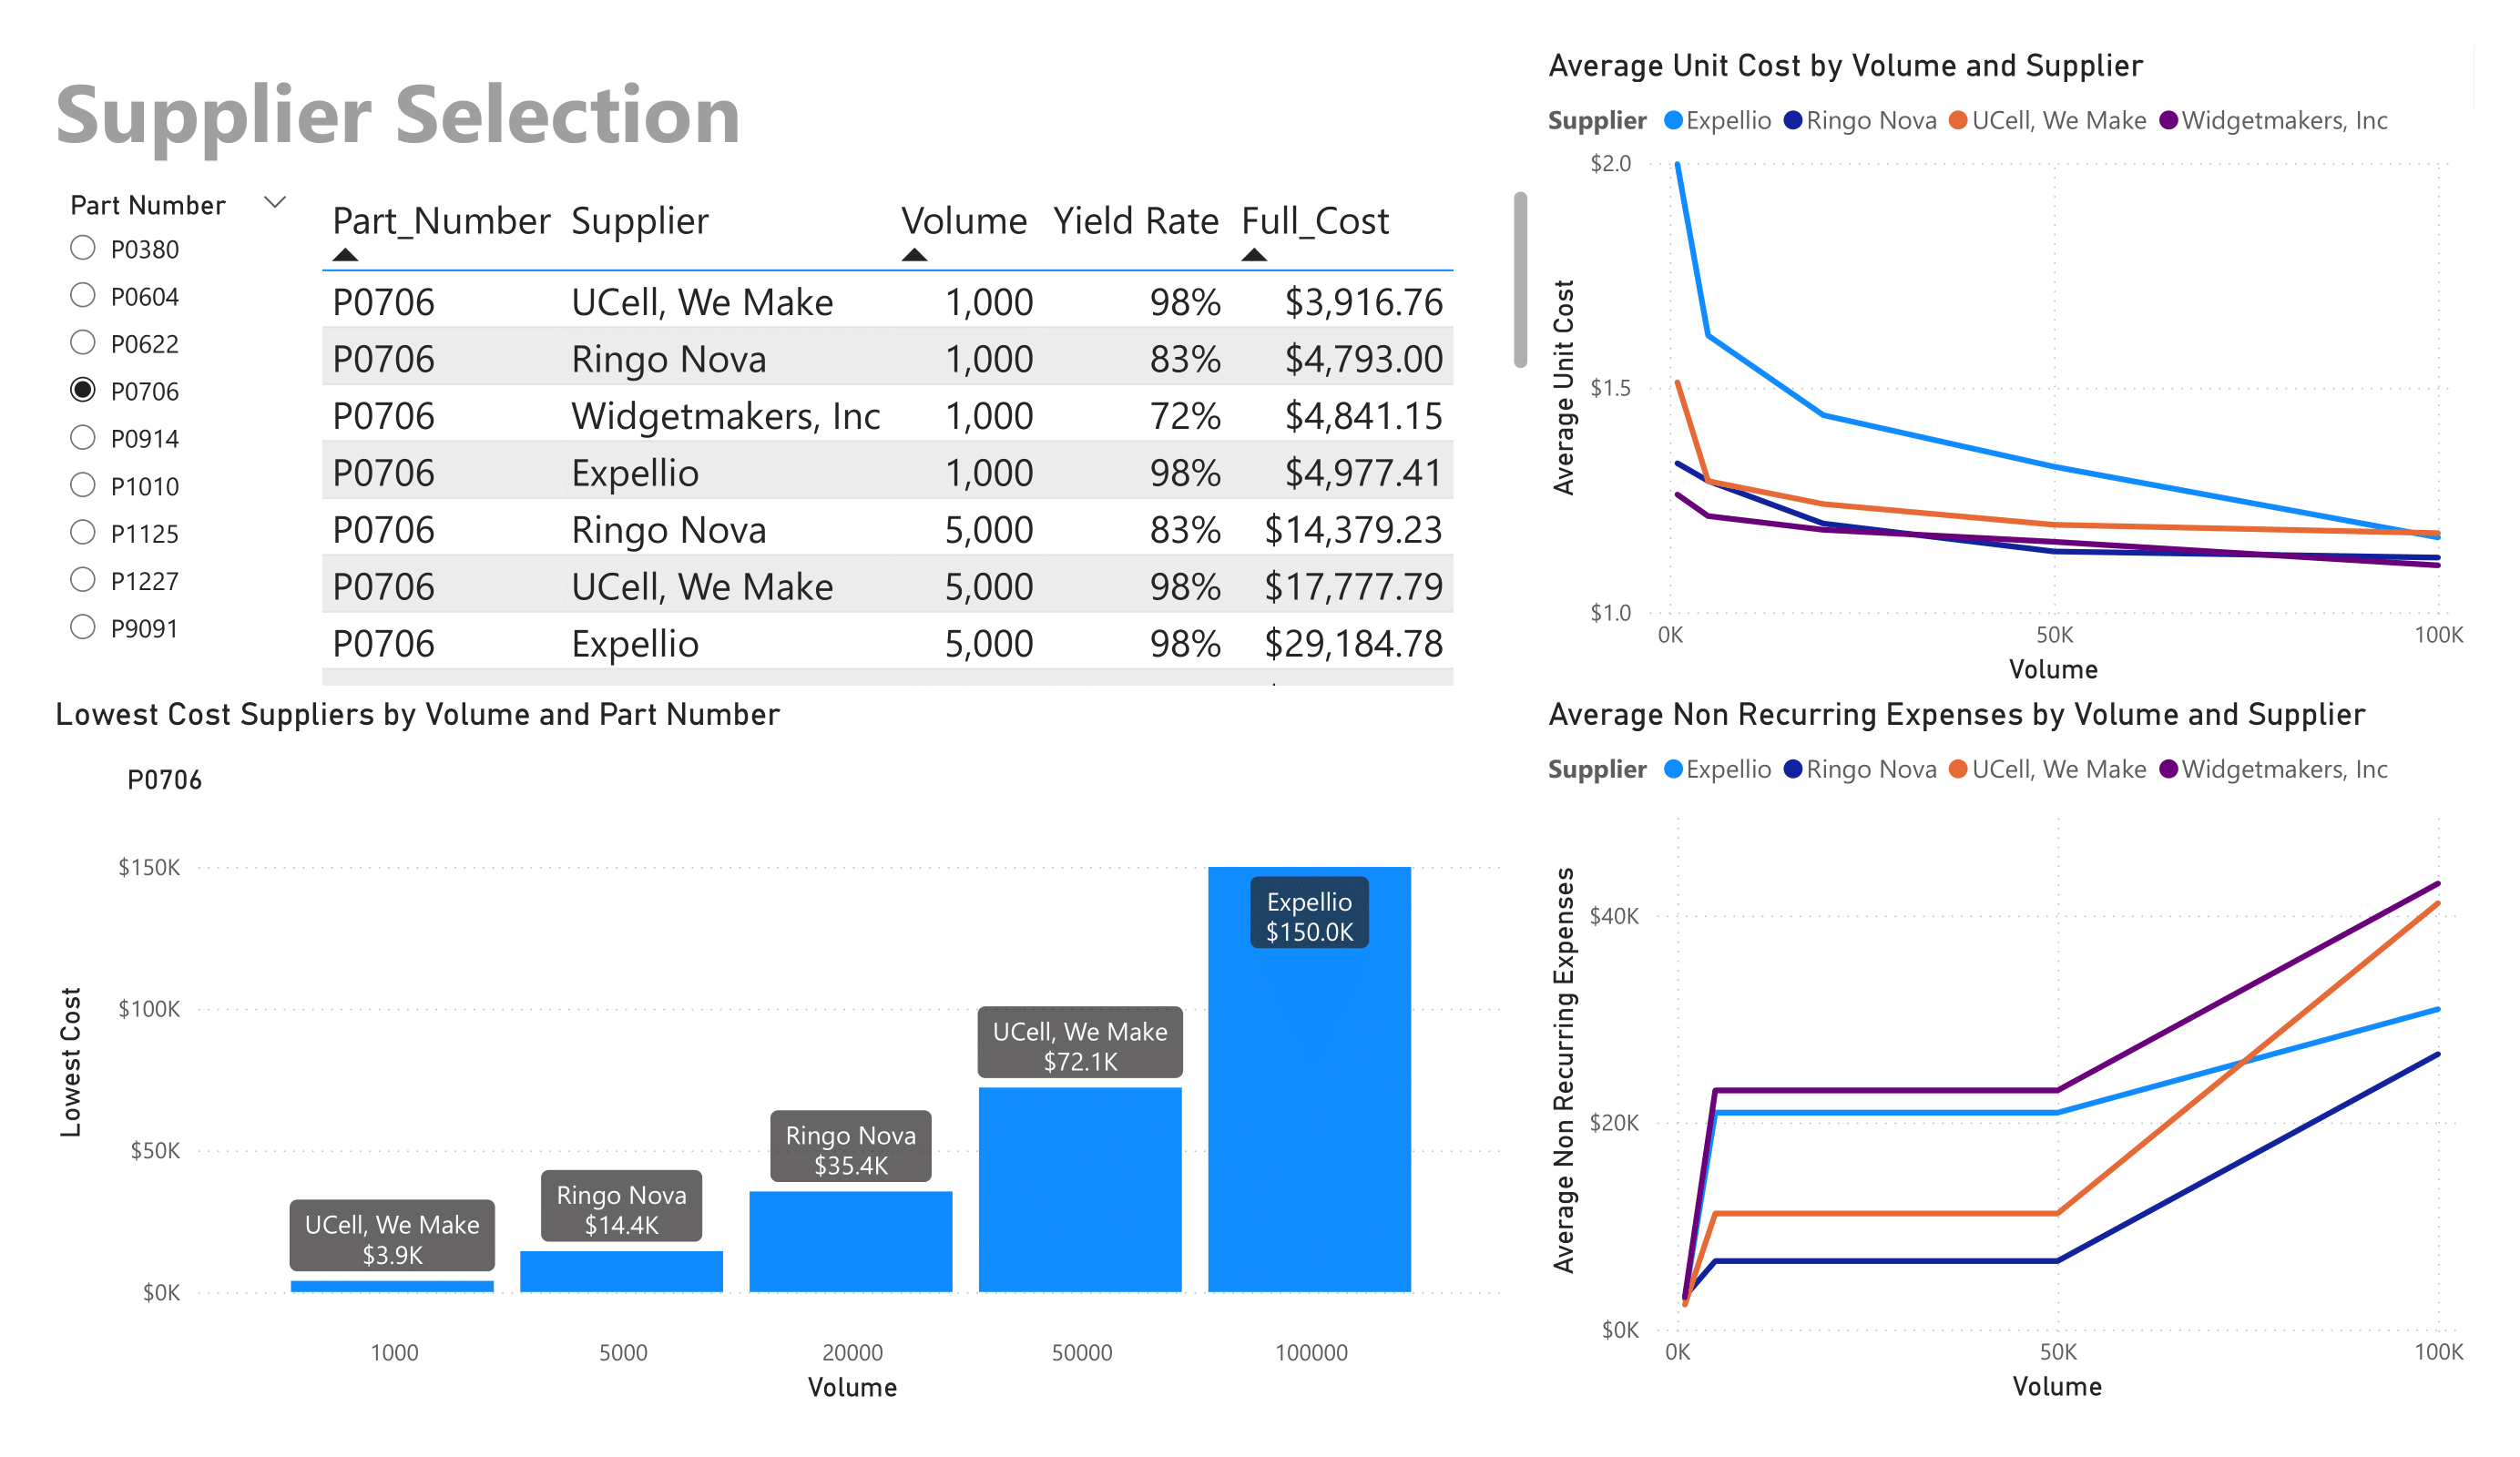 Supplier Selection
Part Number
P0380
P0604
P0622
P0706
P0914
P1010
P1125
P1227
P9091
Part_Number Supplier Volume Yield Rate Full_Cost
P0706 UCell, We Make 1,000 98% $3,916.76
P0706 Ringo Nova 1,000 83% $4,793.00
P0706 Widgetmakers, Inc 1,000 72% $4,841.15
P0706 Expellio 1,000 98% $4,977.41
P0706 Ringo Nova 5,000 83% $14,379.23
P0706 UCell, We Make 5,000 98% $17,777.79
P0706 Expellio 5,000 98% $29,184.78
Average Unit Cost by Volume and Supplier
Supplier Expellio Ringo Nova UCell, We Make Widgetmakers, Inc
Average Unit Cost
$2.0
$1.5
$1.0
0K 50K 100K
Volume
Lowest Cost Suppliers by Volume and Part Number
P0706
Lowest Cost
$150K
$100K
$50K
$0K
UCell, We Make
$3.9K
Ringo Nova
$14.4K
Ringo Nova
$35.4K
UCell, We Make
$72.1K
Expellio
$150.0K
1000 5000 20000 50000 100000
Volume
Average Non Recurring Expenses by Volume and Supplier
Supplier Expellio Ringo Nova UCell, We Make Widgetmakers, Inc
Average Non Recurring Expenses
$40K
$20K
$0K
0K 50K 100K
Volume